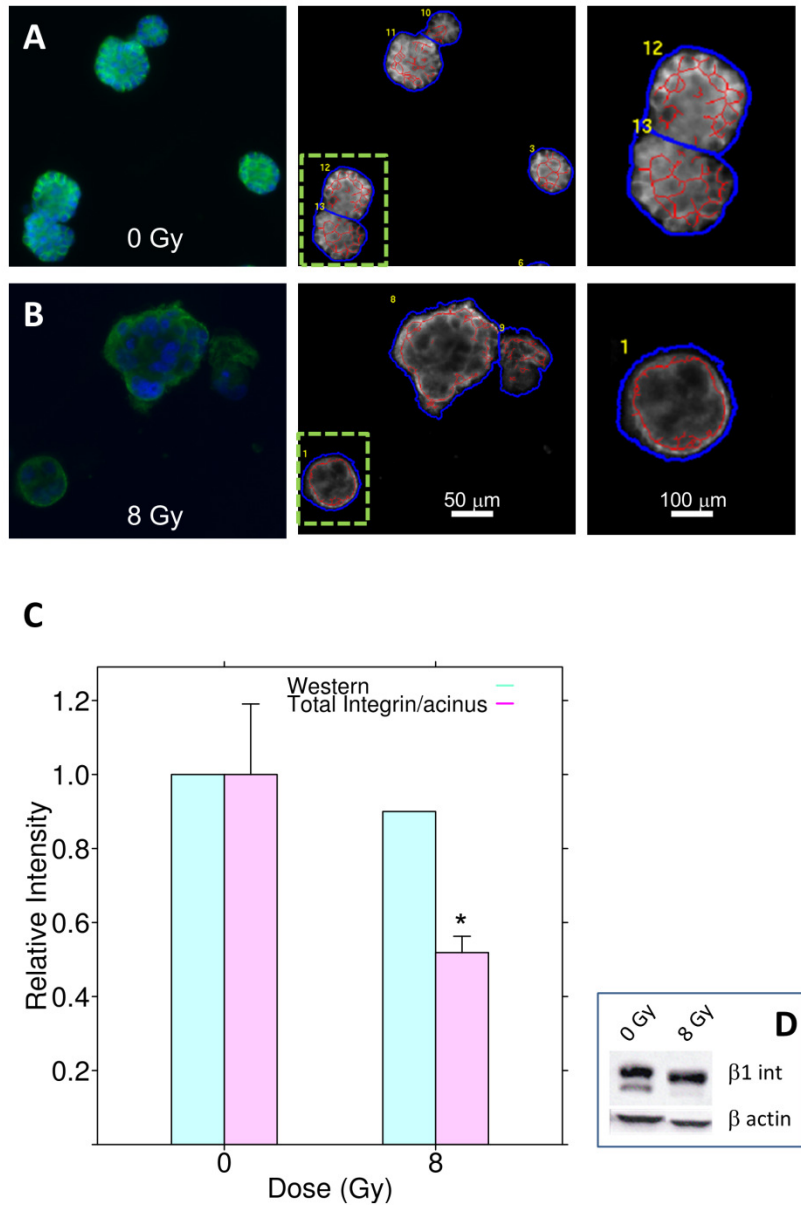 A
0 Gy
10
11
3
12
13
6
12
13
B
8 Gy
8
9
1
50 μm
1
100 μm
C
Western
Total Integrin/acinus
1.2
1.0
0.8
0.6
0.4
0.2
*
Relative Intensity
0
8
Dose (Gy)
0 Gy
8 Gy
D
β1 int
β actin